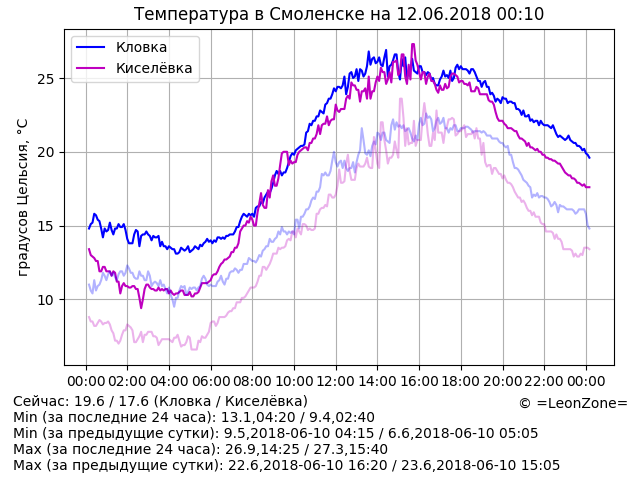 Температура в Смоленске на 12.06.2018 00:10
Кловка
Киселёвка
градусов Цельсия, °C
25
20
15
10
00:00 02:00 04:00 06:00 08:00 10:00 12:00 14:00 16:00 18:00 20:00 22:00 00:00
Сейчас: 19.6 / 17.6 (Кловка / Киселёвка)
© =LeonZone=
Min (за последние 24 часа): 13.1,04:20 / 9.4,02:40
Min (за предыдущие сутки): 9.5,2018-06-10 04:15 / 6.6,2018-06-10 05:05
Max (за последние 24 часа): 26.9,14:25 / 27.3,15:40
Max (за предыдущие сутки): 22.6,2018-06-10 16:20 / 23.6,2018-06-10 15:05